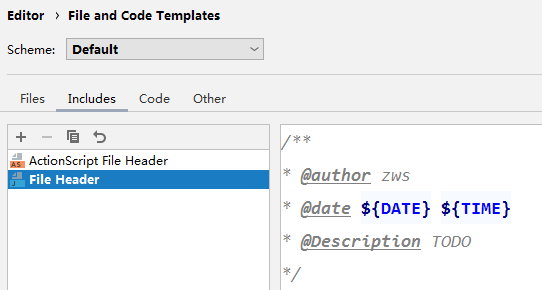 Editor › File and Code Templates
Scheme: Default
Files Includes Code Other
ActionScript File Header
File Header
/**
* @author zws
* @date ${DATE} ${TIME}
* @Description TODO
*/